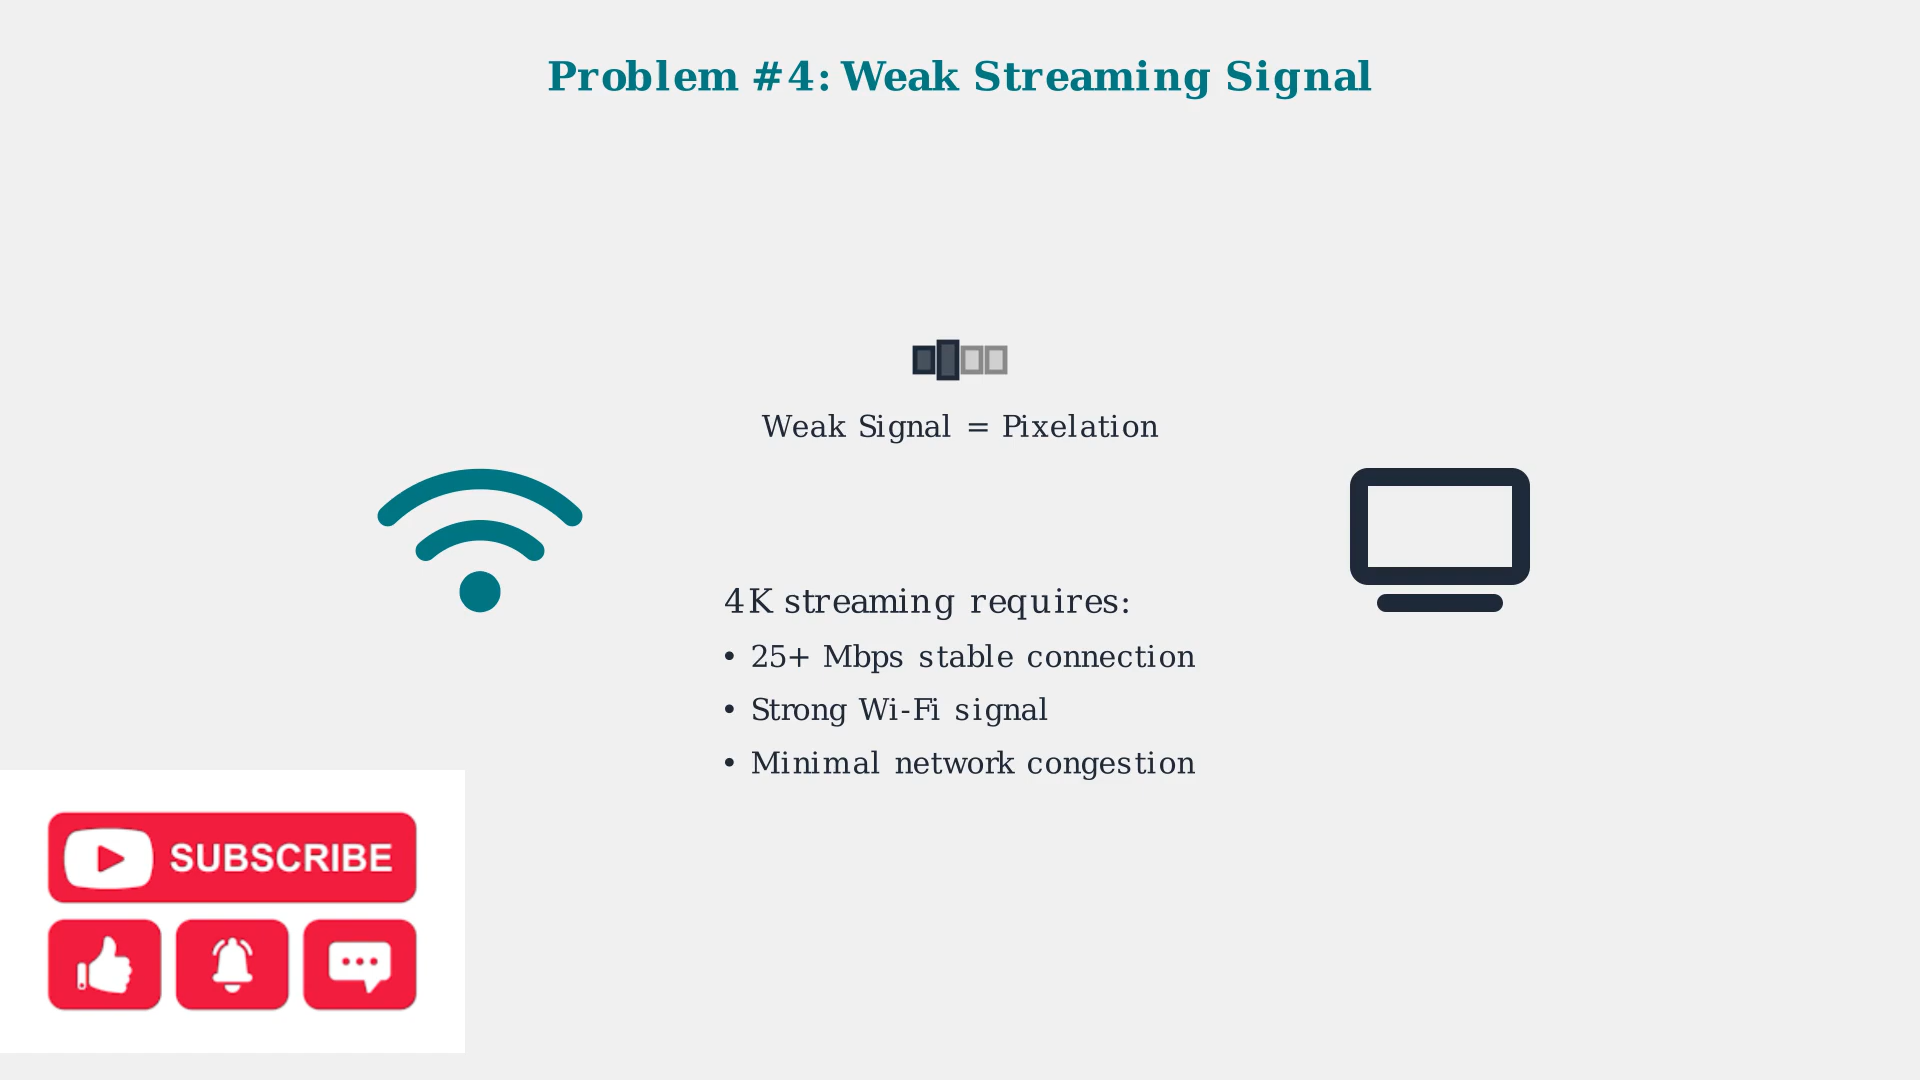 Problem #4: Weak Streaming Signal
Weak Signal = Pixelation
4K streaming requires:
• 25+ Mbps stable connection
• Strong Wi-Fi signal
• Minimal network congestion
SUBSCRIBE